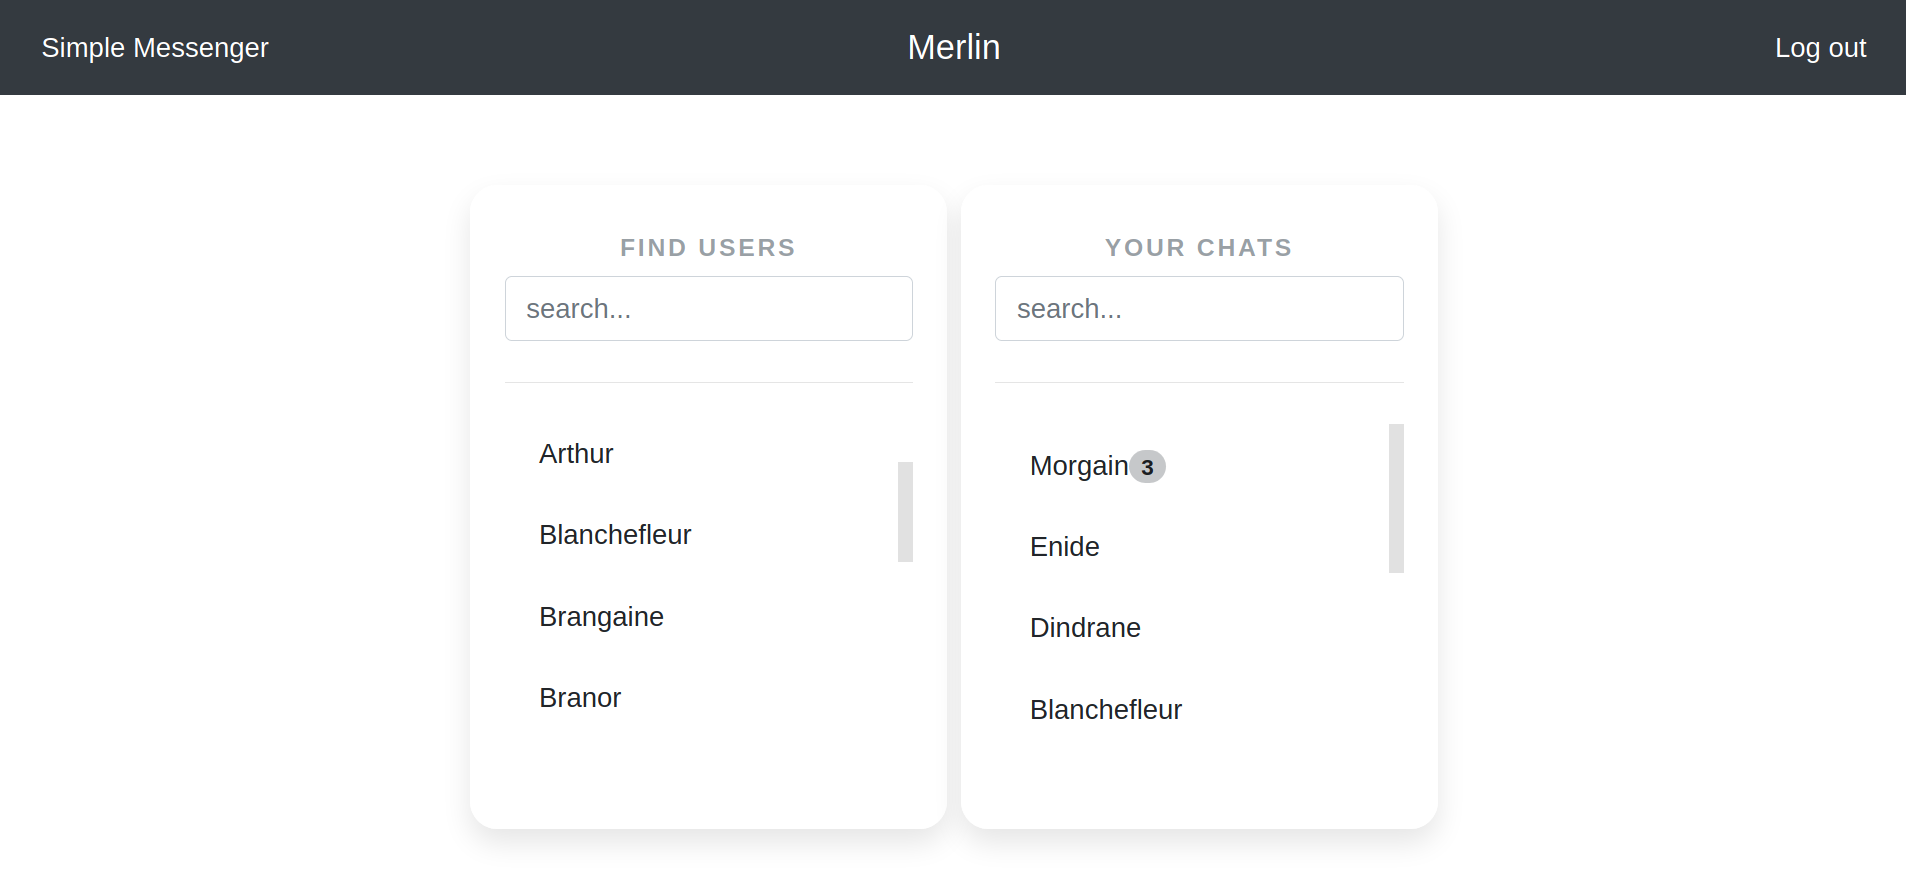 Simple Messenger
Merlin
Log out
FIND USERS
search...
Arthur
Blanchefleur
Brangaine
Branor
YOUR CHATS
search...
Morgain 3
Enide
Dindrane
Blanchefleur